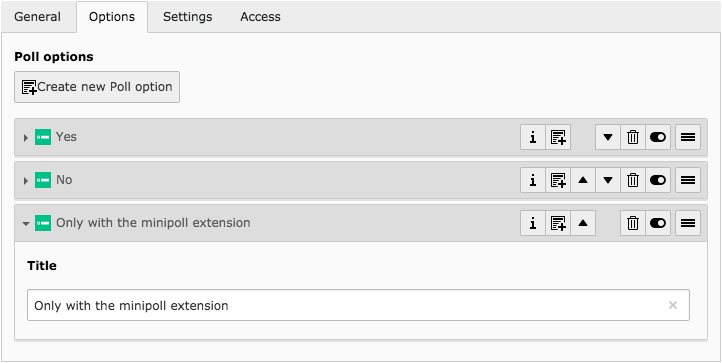 General Options Settings Access
Poll options
Create new Poll option
Yes
No
Only with the minipoll extension
Title
Only with the minipoll extension